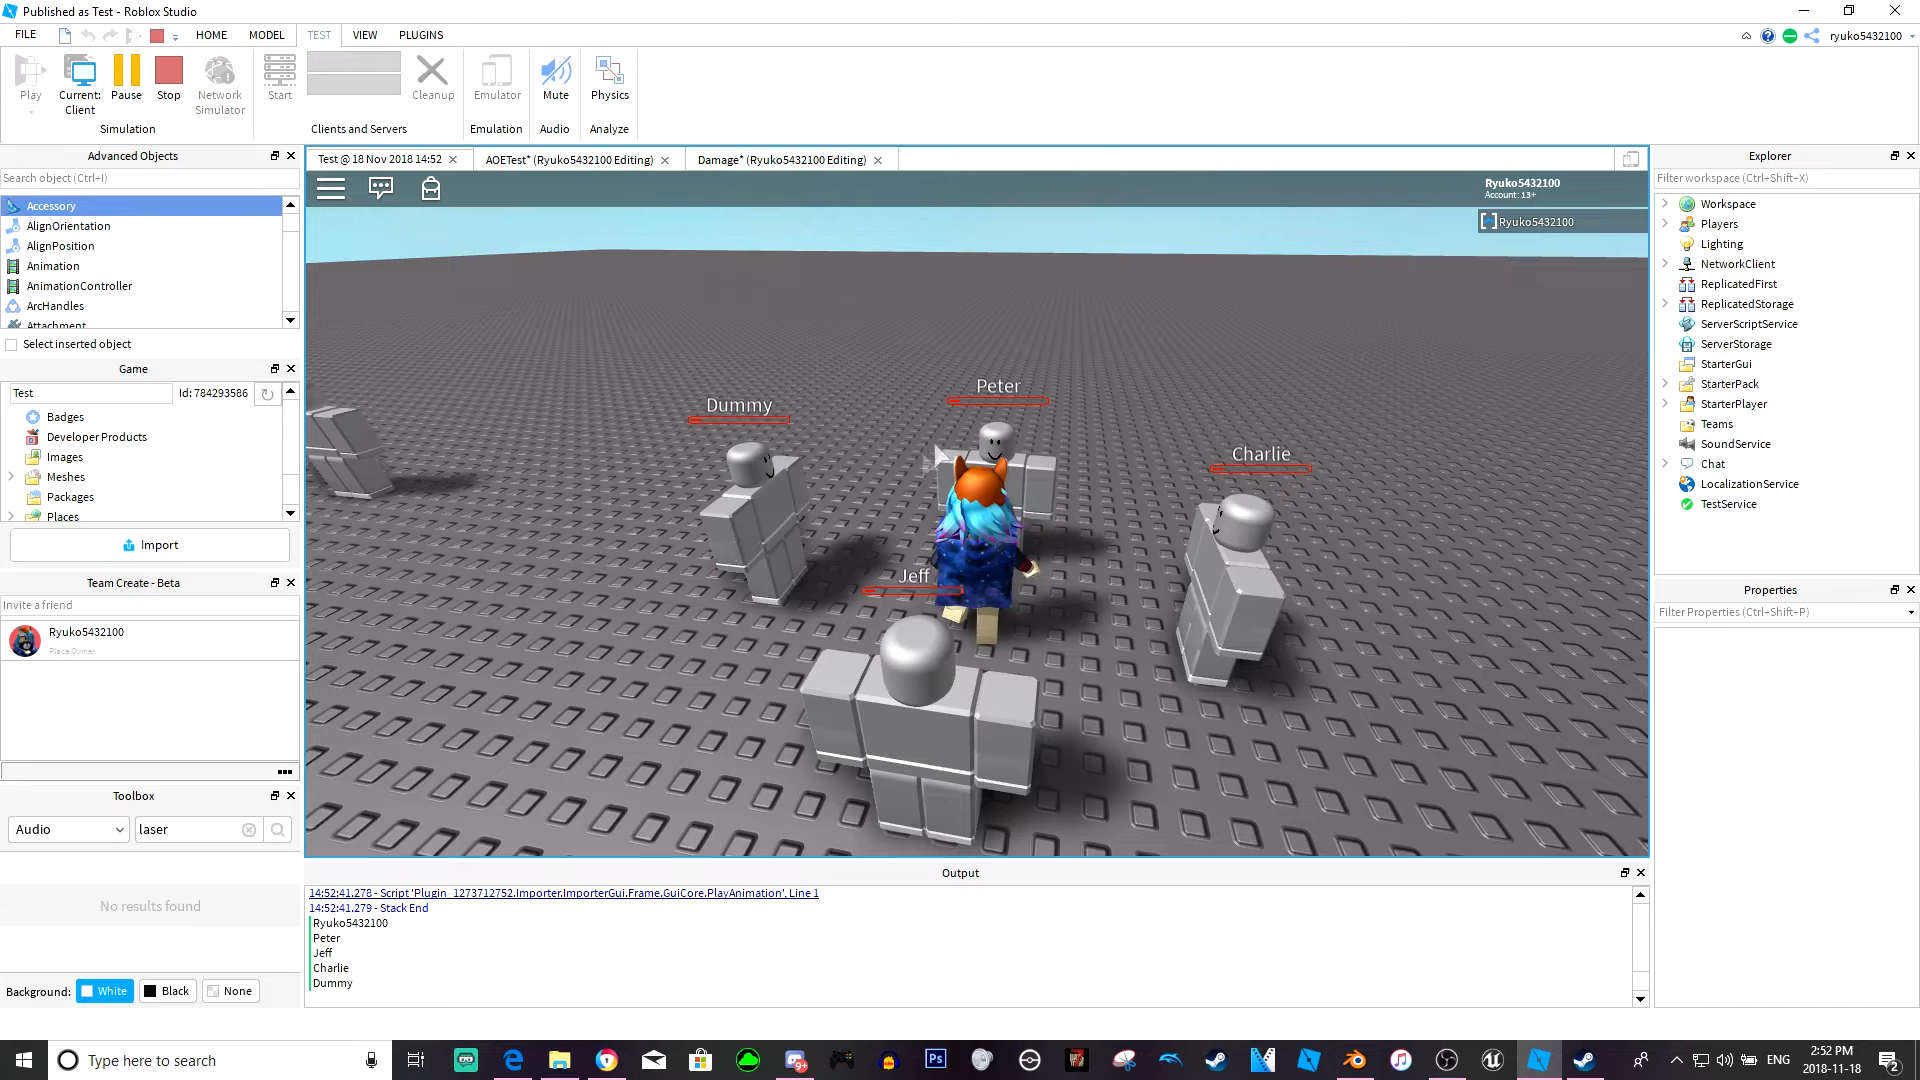 Published as Test - Roblox Studio
FILE HOME MODEL TEST VIEW PLUGINS ryuko5432100
Play
Current: Client
Pause
Stop
Network Simulator
Start
Cleanup
Emulator
Mute
Physics
Simulation
Clients and Servers
Emulation
Audio
Analyze
Advanced Objects
Search object (Ctrl+I)
Accessory
AlignOrientation
AlignPosition
Animation
AnimationController
ArcHandles
Attachment
Select inserted object
Game
Test Id: 784293586
Badges
Developer Products
Images
Meshes
Packages
Places
Import
Team Create - Beta
Invite a friend
Ryuko5432100
Place Owner
Toolbox
Audio laser
No results found
Background: White Black None
Test @ 18 Nov 2018 14:52 AOETest* (Ryuko5432100 Editing) Damage* (Ryuko5432100 Editing)
Ryuko5432100
Account: 13+
Ryuko5432100
Peter
Dummy
Charlie
Jeff
Output
14:52:41.278 - Script 'Plugin_1273712752.Importer.ImporterGui.Frame.GuiCore.PlayAnimation', Line 1
14:52:41.279 - Stack End
Ryuko5432100
Peter
Jeff
Charlie
Dummy
Explorer
Filter workspace (Ctrl+Shift+X)
Workspace
Players
Lighting
NetworkClient
ReplicatedFirst
ReplicatedStorage
ServerScriptService
ServerStorage
StarterGui
StarterPack
StarterPlayer
Teams
SoundService
Chat
LocalizationService
TestService
Properties
Filter Properties (Ctrl+Shift+P)
Type here to search
Ps
9+
ENG
2:52 PM
2018-11-18
2